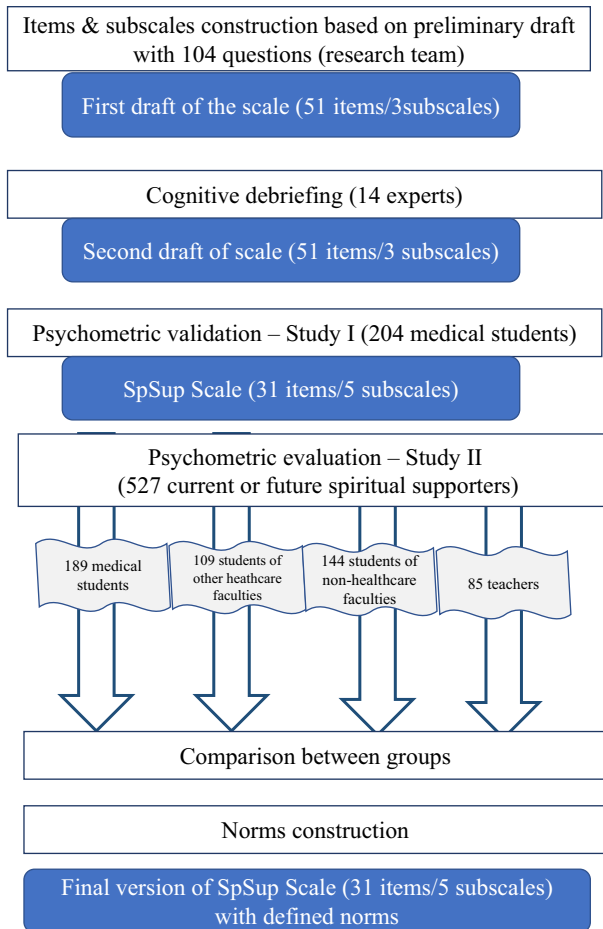 Items & subscales construction based on preliminary draft
with 104 questions (research team)
First draft of the scale (51 items/3subscales)
Cognitive debriefing (14 experts)
Second draft of scale (51 items/3 subscales)
Psychometric validation – Study I (204 medical students)
SpSup Scale (31 items/5 subscales)
Psychometric evaluation – Study II
(527 current or future spiritual supporters)
189 medical
students
109 students of
other heathcare
faculties
144 students of
non-healthcare
faculties
85 teachers
Comparison between groups
Norms construction
Final version of SpSup Scale (31 items/5 subscales)
with defined norms